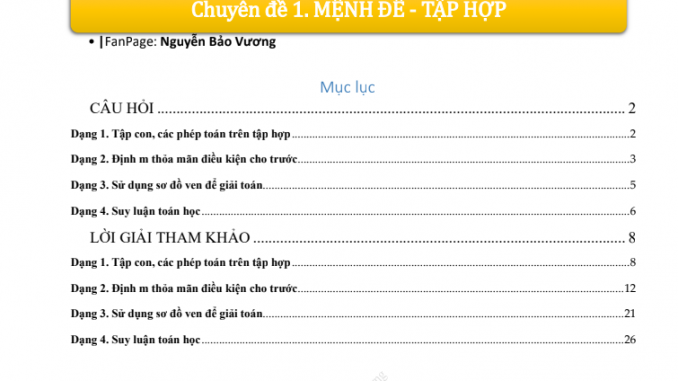 Chuyên đề 1. MỆNH ĐỀ - TẬP HỢP
• |FanPage: Nguyễn Bảo Vương
Mục lục
CÂU HỎI ........................................................................................................ 2
Dạng 1. Tập con, các phép toán trên tập hợp ........................................................................................................ 2
Dạng 2. Định m thỏa mãn điều kiện cho trước ........................................................................................................ 3
Dạng 3. Sử dụng sơ đồ ven để giải toán ........................................................................................................ 5
Dạng 4. Suy luận toán học ........................................................................................................ 6
LỜI GIẢI THAM KHẢO ........................................................................................................ 8
Dạng 1. Tập con, các phép toán trên tập hợp ........................................................................................................ 8
Dạng 2. Định m thỏa mãn điều kiện cho trước ........................................................................................................ 12
Dạng 3. Sử dụng sơ đồ ven để giải toán ........................................................................................................ 21
Dạng 4. Suy luận toán học ........................................................................................................ 26